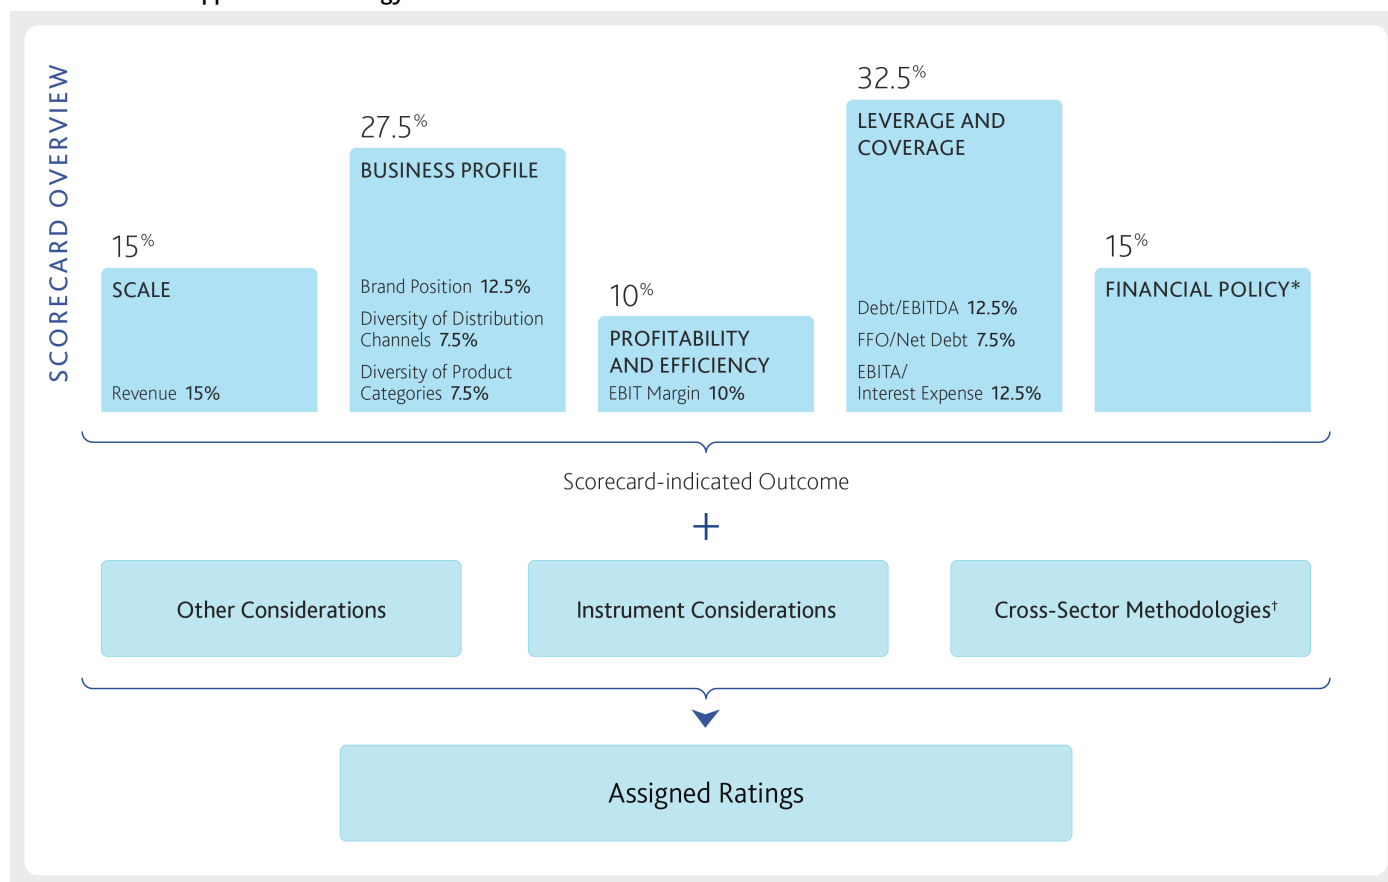 SCORECARD OVERVIEW
15%
SCALE
Revenue 15%
27.5%
BUSINESS PROFILE
Brand Position 12.5%
Diversity of Distribution
Channels 7.5%
Diversity of Product
Categories 7.5%
10%
PROFITABILITY
AND EFFICIENCY
EBIT Margin 10%
32.5%
LEVERAGE AND
COVERAGE
Debt/EBITDA 12.5%
FFO/Net Debt 7.5%
EBITA/
Interest Expense 12.5%
15%
FINANCIAL POLICY*
Scorecard-indicated Outcome
+
Other Considerations
Instrument Considerations
Cross-Sector Methodologies†
Assigned Ratings